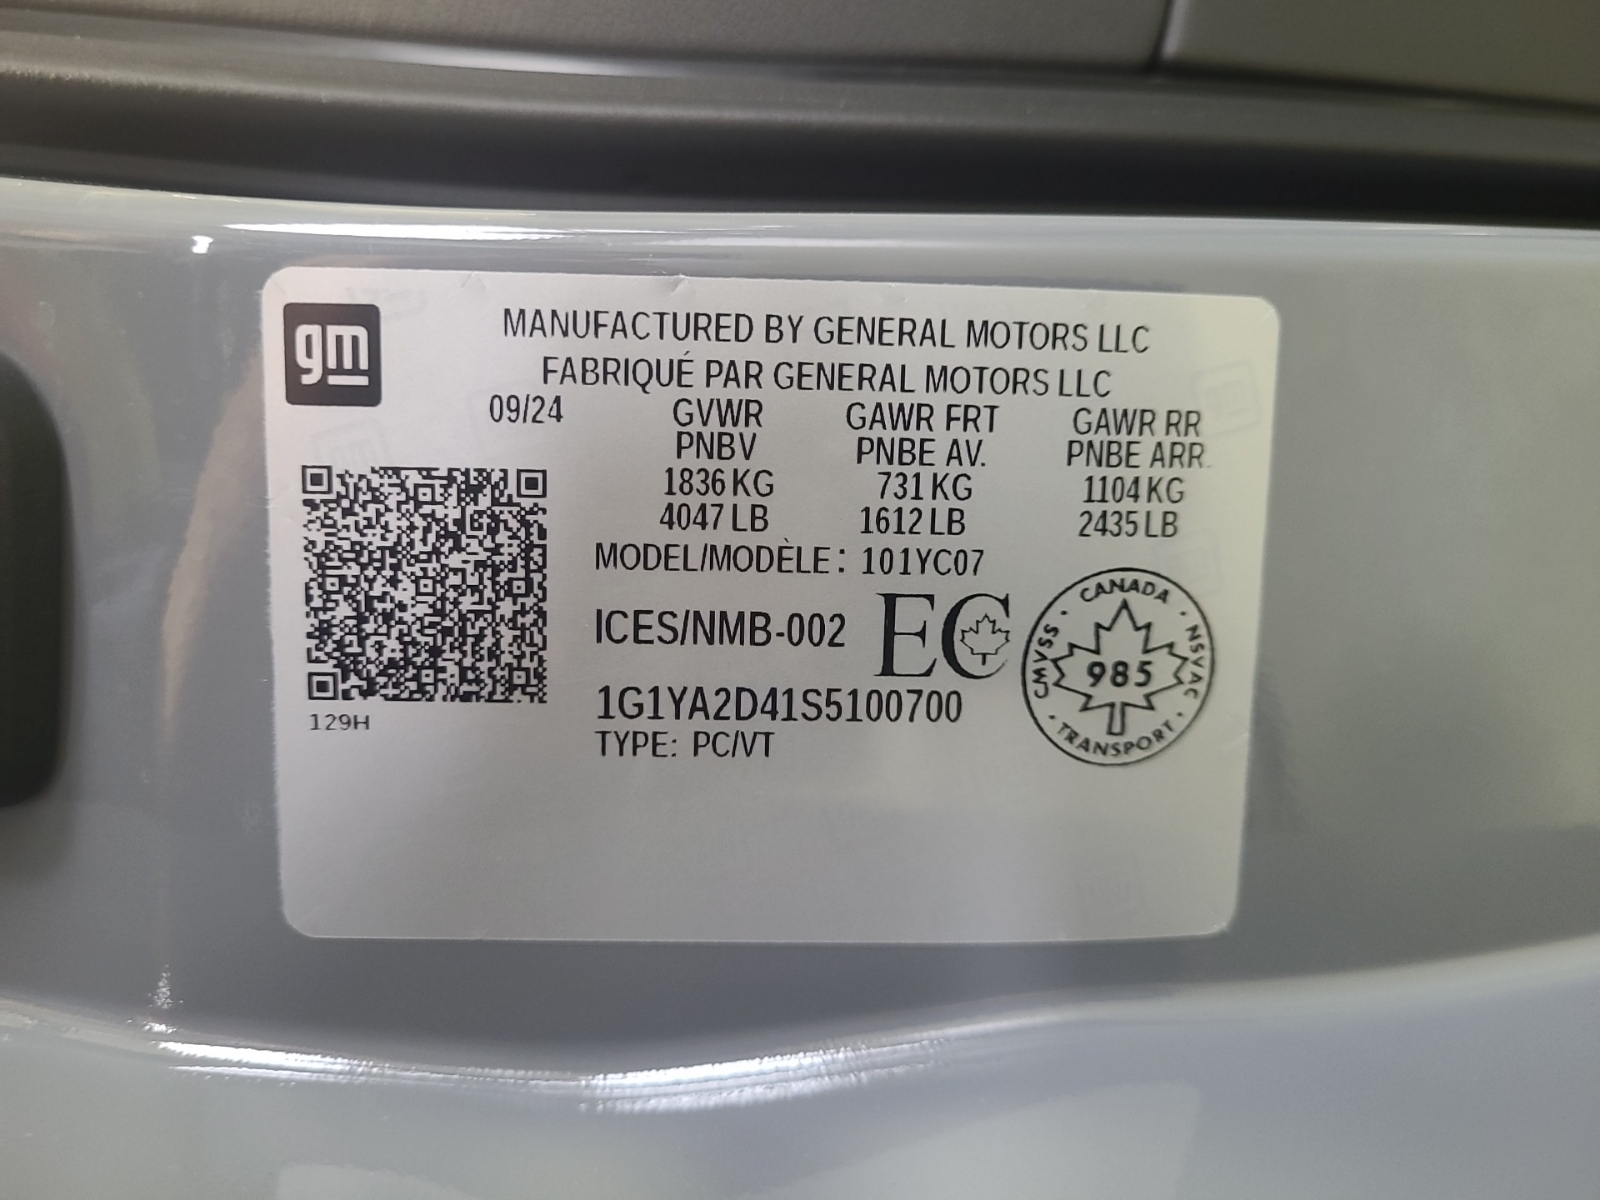 gm
MANUFACTURED BY GENERAL MOTORS LLC
FABRIQUÉ PAR GENERAL MOTORS LLC
09/24 GVWR GAWR FRT GAWR RR
PNBV PNBE AV. PNBE ARR.
1836 KG 731 KG 1104 KG
4047 LB 1612 LB 2435 LB
MODEL/MODÈLE: 101YC07
ICES/NMB-002 EC
1G1YA2D41S5100700
TYPE: PC/VT
129H
CANADA · NSVAC · TRANSPORT · CMVSS ·
985